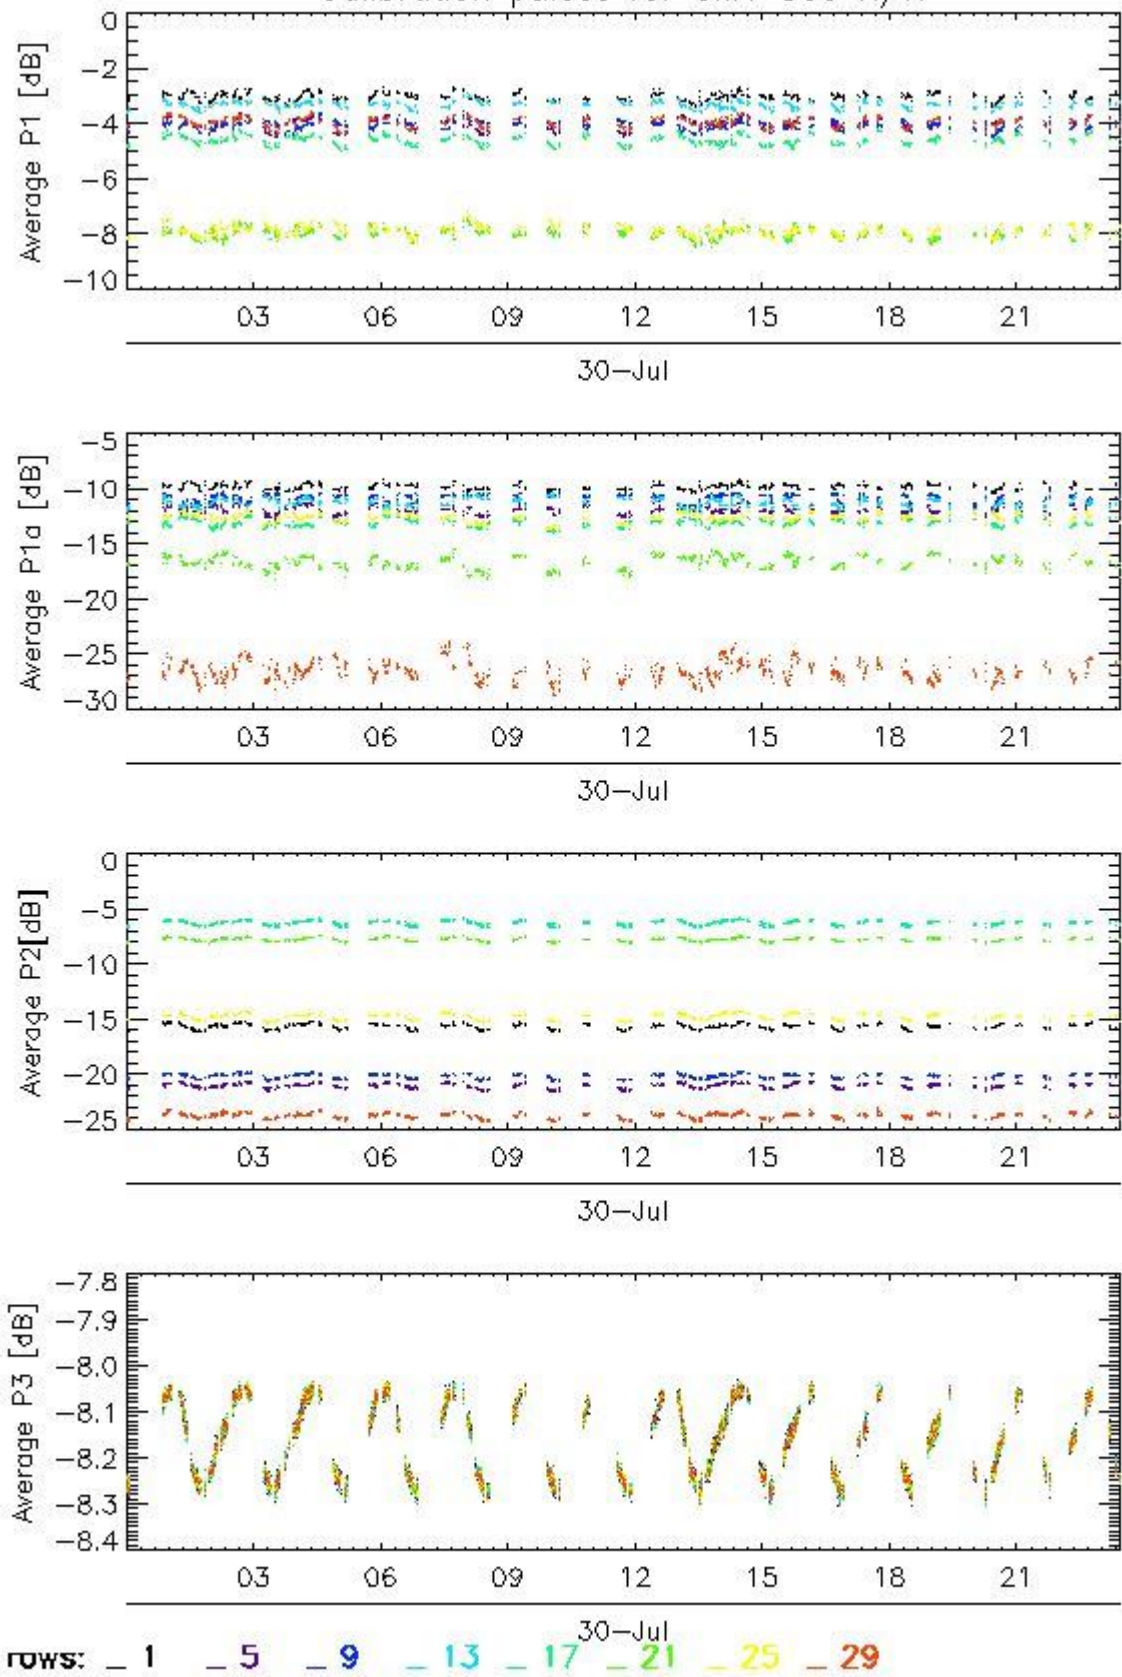 0
-2
-4
-6
-8
-10
Average P1 [dB]
03 06 09 12 15 18 21
30-Jul
-5
-10
-15
-20
-25
-30
Average P1a [dB]
03 06 09 12 15 18 21
30-Jul
0
-5
-10
-15
-20
-25
Average P2[dB]
03 06 09 12 15 18 21
30-Jul
-7.8
-7.9
-8.0
-8.1
-8.2
-8.3
-8.4
Average P3 [dB]
03 06 09 12 15 18 21
30-Jul
rows: _ 1 _ 5 _ 9 _ 13 _ 17 _ 21 _ 25 _ 29